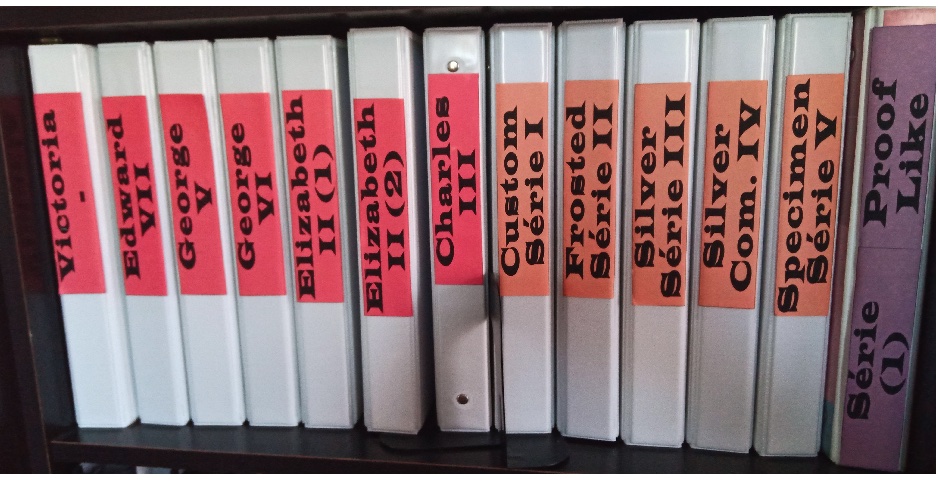 Victoria
-
Edward
VII
George
V
George
VI
Elizabeth
II (1)
Elizabeth
II (2)
Charles
III
Custom
Série I
Frosted
Série II
Silver
Série III
Silver
Com. IV
Specimen
Série V
Proof
Like
Série
(1)